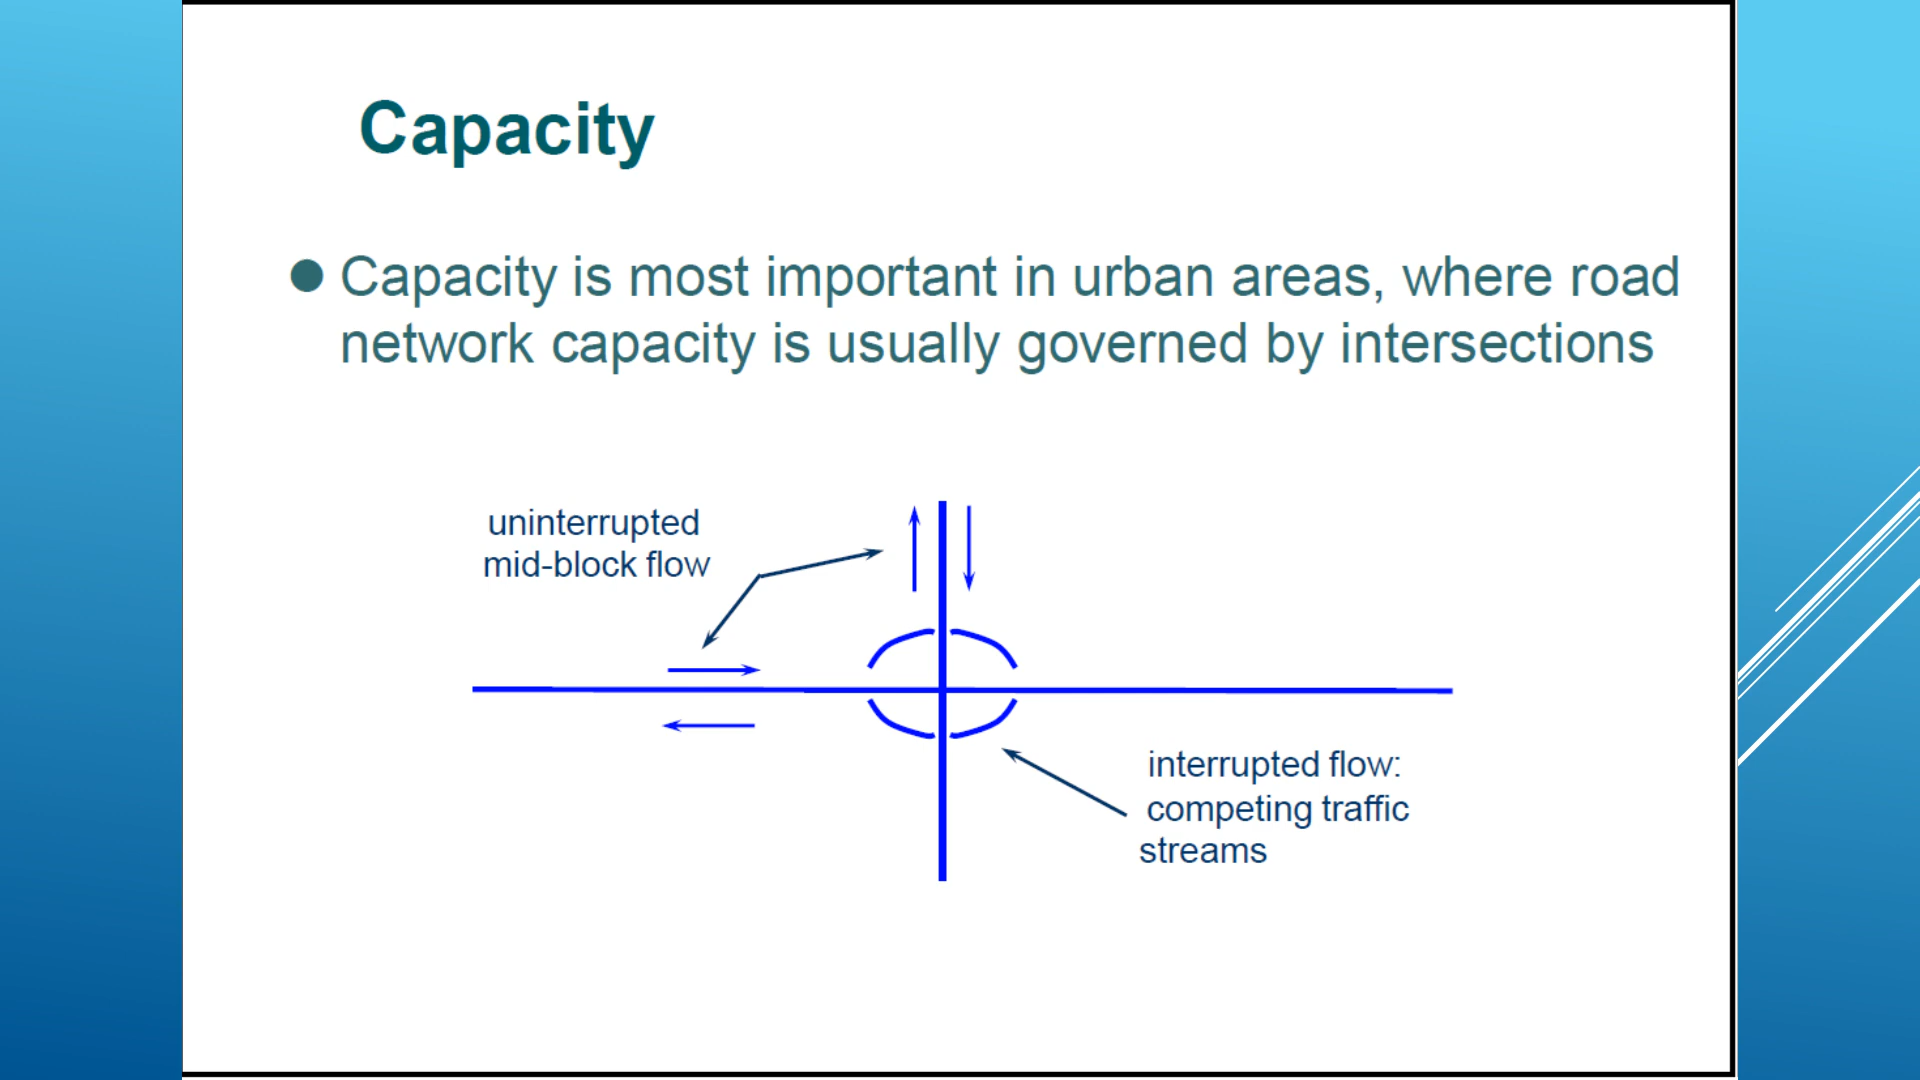 Capacity
Capacity is most important in urban areas, where road
network capacity is usually governed by intersections
uninterrupted
mid-block flow
interrupted flow:
competing traffic
streams